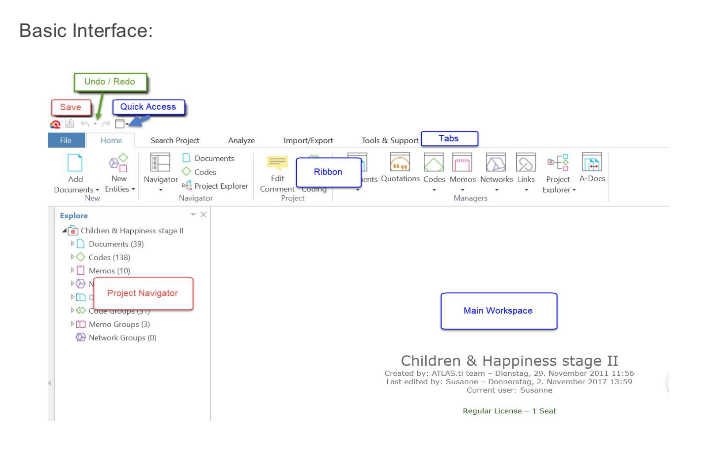 Basic Interface:
Undo / Redo
Save
Quick Access
File Home Search Project Analyze Import/Export Tools & Support Tabs
Add Documents
New Entities
New
Navigator
Documents
Codes
Project Explorer
Navigator
Edit Comment
Coding
Project
Ribbon
Quotations Codes Memos Networks Links Project Explorer A-Docs
Managers
Explore
Children & Happiness stage II
Documents (39)
Codes (138)
Memos (10)
Project Navigator
Code Groups (31)
Memo Groups (3)
Network Groups (0)
Main Workspace
Children & Happiness stage II
Created by: ATLAS.ti team – Dienstag, 29. November 2011 11:56
Last edited by: Susanne – Donnerstag, 2. November 2017 13:59
Current user: Susanne
Regular License – 1 Seat